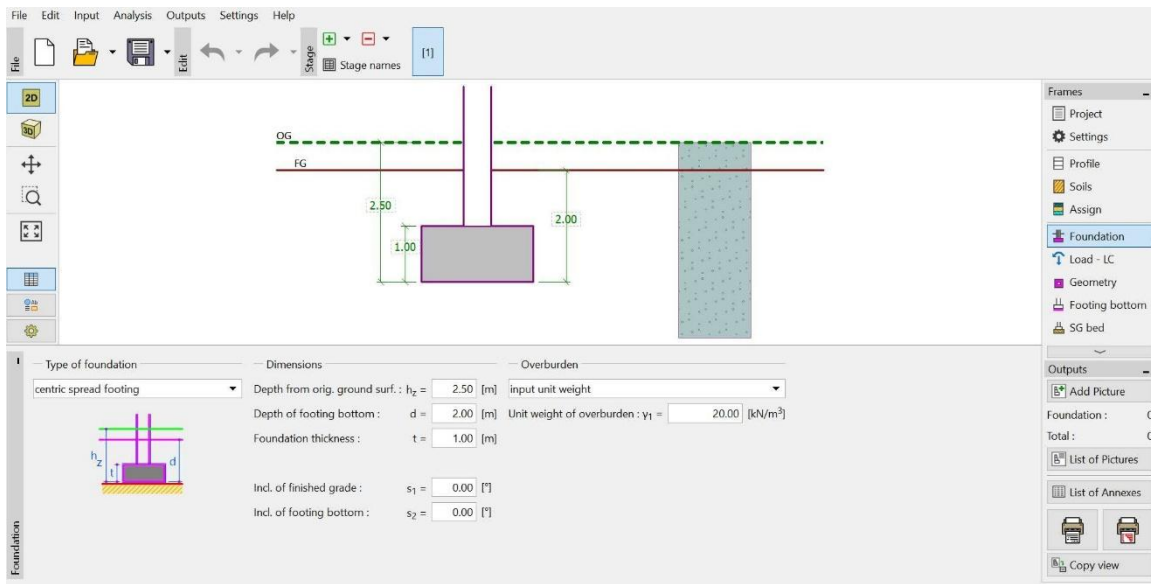 File Edit Input Analysis Outputs Settings Help
File
Edit
Stage
Stage names
[1]
2D
3D
OG
FG
2.50
1.00
2.00
Frames
Project
Settings
Profile
Soils
Assign
Foundation
Load - LC
Geometry
Footing bottom
SG bed
Outputs
Add Picture
Foundation : 0
Total : 0
List of Pictures
List of Annexes
Copy view
Foundation
Type of foundation
centric spread footing
hz
t
d
Dimensions
Depth from orig. ground surf. : hz = 2.50 [m]
Depth of footing bottom : d = 2.00 [m]
Foundation thickness : t = 1.00 [m]
Incl. of finished grade : s1 = 0.00 [°]
Incl. of footing bottom : s2 = 0.00 [°]
Overburden
input unit weight
Unit weight of overburden : γ1 = 20.00 [kN/m³]